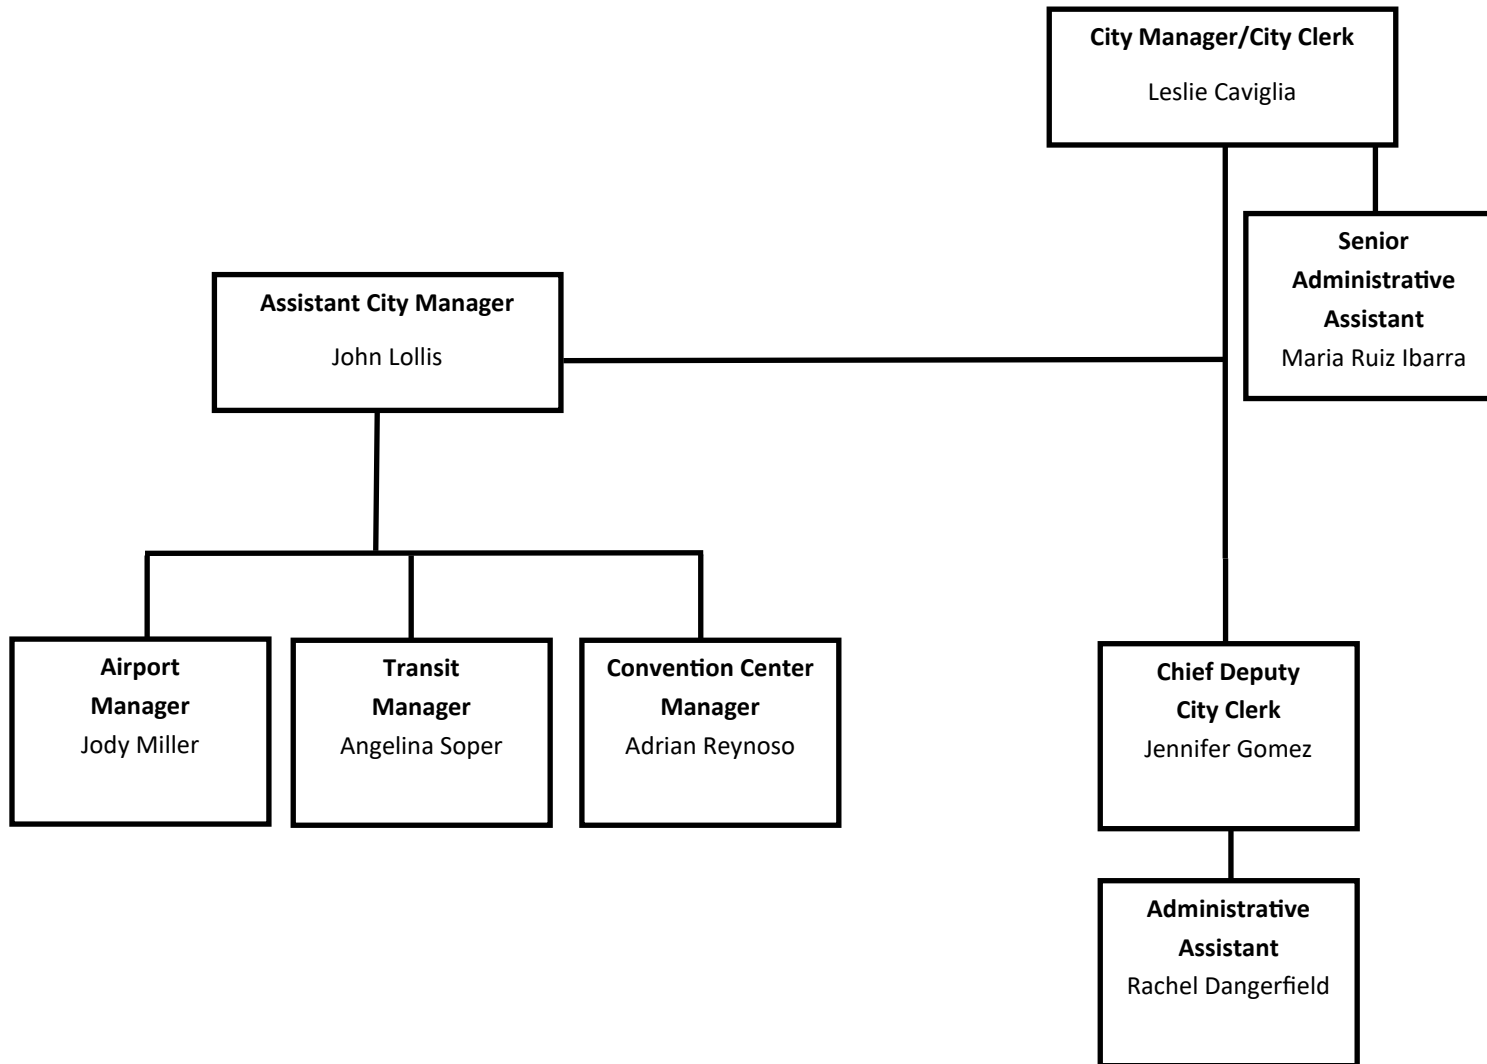 City Manager/City Clerk
Leslie Caviglia
Senior
Administrative
Assistant
Maria Ruiz Ibarra
Assistant City Manager
John Lollis
Airport
Manager
Jody Miller
Transit
Manager
Angelina Soper
Convention Center
Manager
Adrian Reynoso
Chief Deputy
City Clerk
Jennifer Gomez
Administrative
Assistant
Rachel Dangerfield